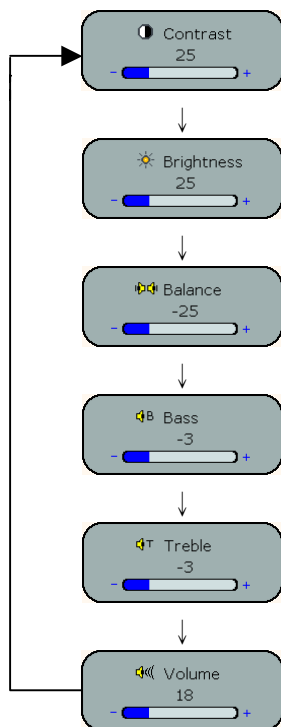 Contrast
25
- +
Brightness
25
- +
Balance
-25
- +
B Bass
-3
- +
T Treble
-3
- +
Volume
18
- +